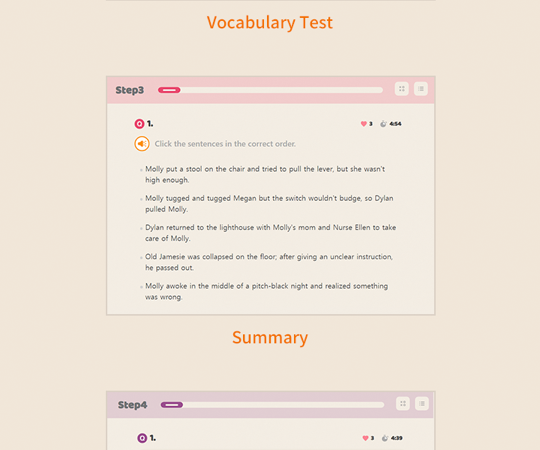 Vocabulary Test
Step3
Q 1.
3
4:54
Click the sentences in the correct order.
Molly put a stool on the chair and tried to pull the lever, but she wasn't
high enough.
Molly tugged and tugged Megan but the switch wouldn't budge, so Dylan
pulled Molly.
Dylan returned to the lighthouse with Molly's mom and Nurse Ellen to take
care of Molly.
Old Jamesie was collapsed on the floor; after giving an unclear instruction,
he passed out.
Molly awoke in the middle of a pitch-black night and realized something
was wrong.
Summary
Step4
Q 1.
3
4:39